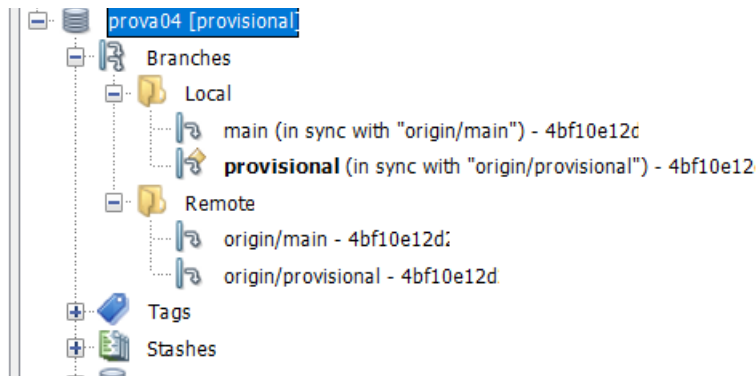 prova04 [provisional]
Branches
Local
main (in sync with "origin/main") - 4bf10e12d
provisional (in sync with "origin/provisional") - 4bf10e12
Remote
origin/main - 4bf10e12d
origin/provisional - 4bf10e12d
Tags
Stashes